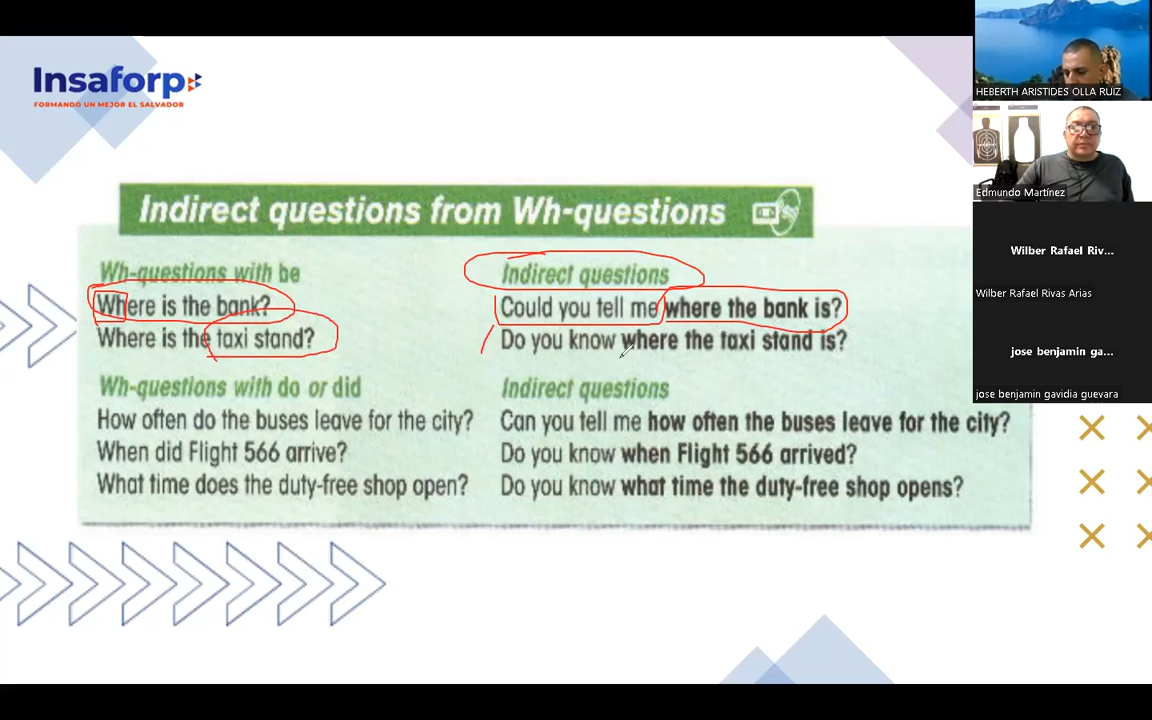 Insaforp
FORMANDO UN MEJOR EL SALVADOR
Indirect questions from Wh-questions
Wh-questions with be
Where is the bank?
Where is the taxi stand?
Indirect questions
Could you tell me where the bank is?
Do you know where the taxi stand is?
Wh-questions with do or did
How often do the buses leave for the city?
When did Flight 566 arrive?
What time does the duty-free shop open?
Indirect questions
Can you tell me how often the buses leave for the city?
Do you know when Flight 566 arrived?
Do you know what time the duty-free shop opens?
HEBERTH ARISTIDES OLLA RUIZ
Edmundo Martínez
Wilber Rafael Riv...
Wilber Rafael Rivas Arias
jose benjamin ga...
jose benjamin gavidia guevara